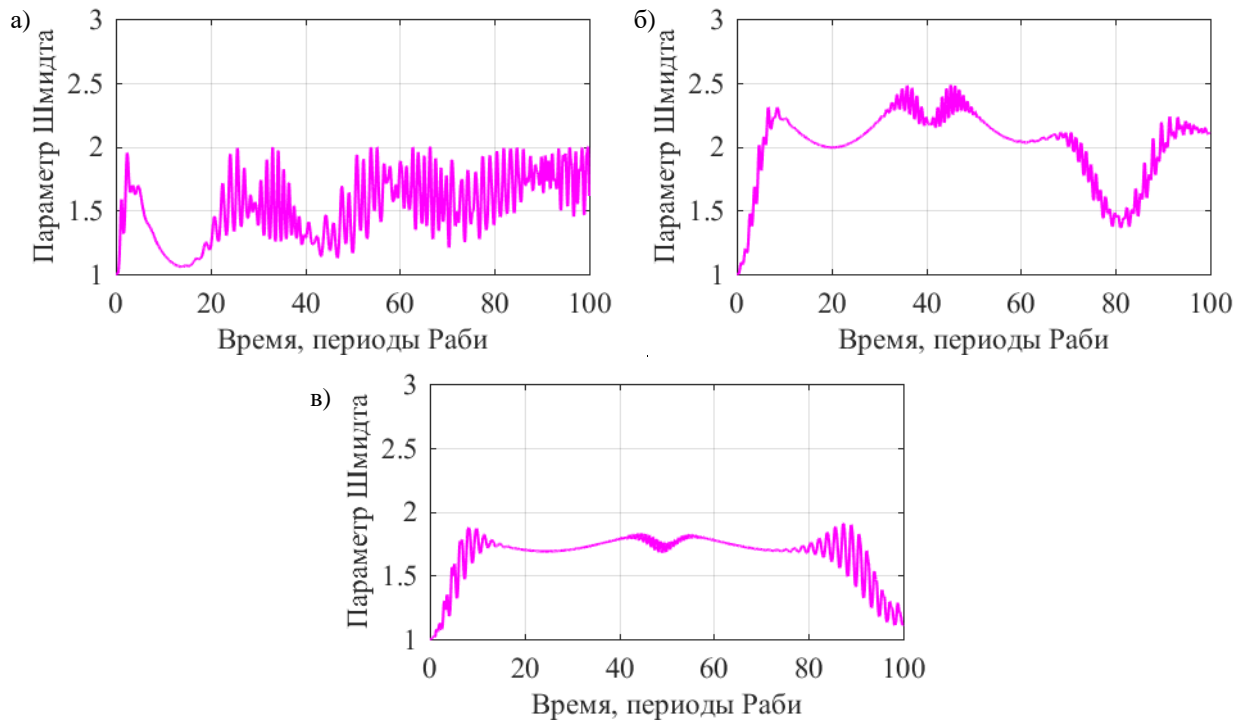 а)
Параметр Шмидта
3
2.5
2
1.5
1
0 20 40 60 80 100
Время, периоды Раби
б)
Параметр Шмидта
3
2.5
2
1.5
1
0 20 40 60 80 100
Время, периоды Раби
в)
Параметр Шмидта
3
2.5
2
1.5
1
0 20 40 60 80 100
Время, периоды Раби